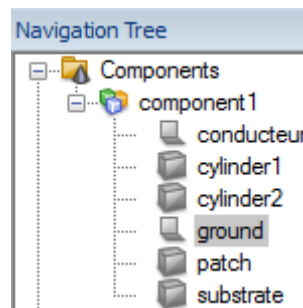 Navigation Tree
Components
component1
conducteur
cylinder1
cylinder2
ground
patch
substrate